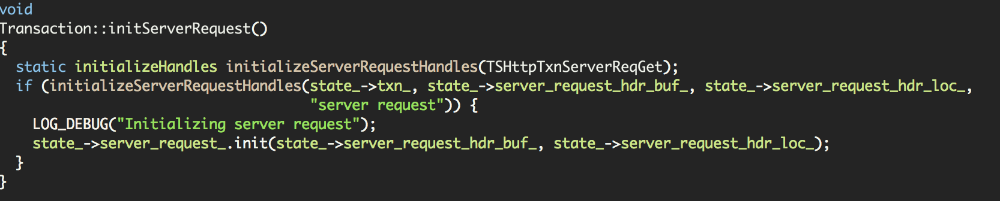 void
Transaction::initServerRequest()
{
  static initializeHandles initializeServerRequestHandles(TSHttpTxnServerReqGet);
  if (initializeServerRequestHandles(state_->txn_, state_->server_request_hdr_buf_, state_->server_request_hdr_loc_,
                                     "server request")) {
    LOG_DEBUG("Initializing server request");
    state_->server_request_.init(state_->server_request_hdr_buf_, state_->server_request_hdr_loc_);
  }
}